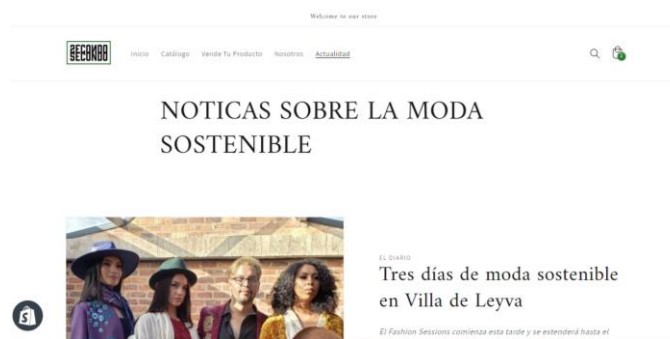 Welcome to our store
SECONDO
Inicio Catálogo Vende Tu Producto Nosotros Actualidad
NOTICAS SOBRE LA MODA
SOSTENIBLE
EL DIARIO
Tres días de moda sostenible
en Villa de Leyva
El Fashion Sessions comienza esta tarde y se extenderá hasta el